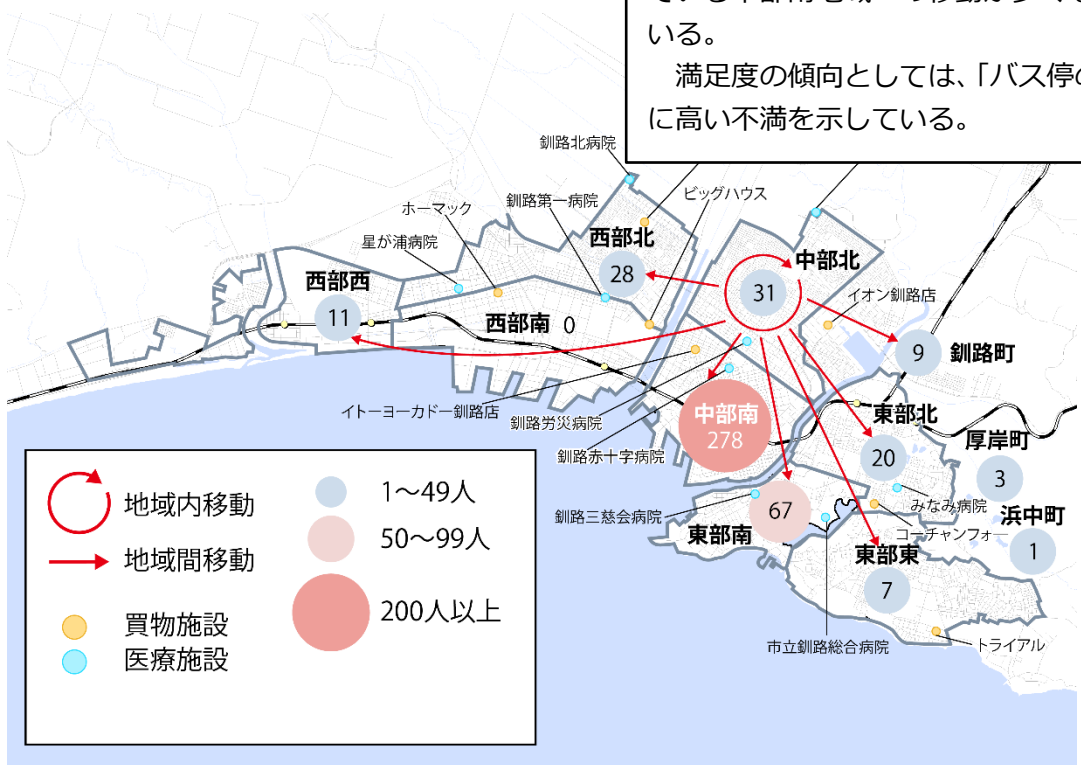 いる。
満足度の傾向としては、「バス停の
に高い不満を示している。
釧路北病院
ビッグハウス
釧路第一病院
ホーマック
星が浦病院
西部北
28
中部北
31
イオン釧路店
西部西
11
西部南 0
9 釧路町
イトーヨーカドー釧路店
釧路労災病院
釧路赤十字病院
中部南
278
東部北
20
厚岸町
3
みなみ病院
コーチャンフォー
浜中町
1
釧路三慈会病院
67
東部南
東部東
7
市立釧路総合病院
トライアル
地域内移動
地域間移動
買物施設
医療施設
1～49人
50～99人
200人以上